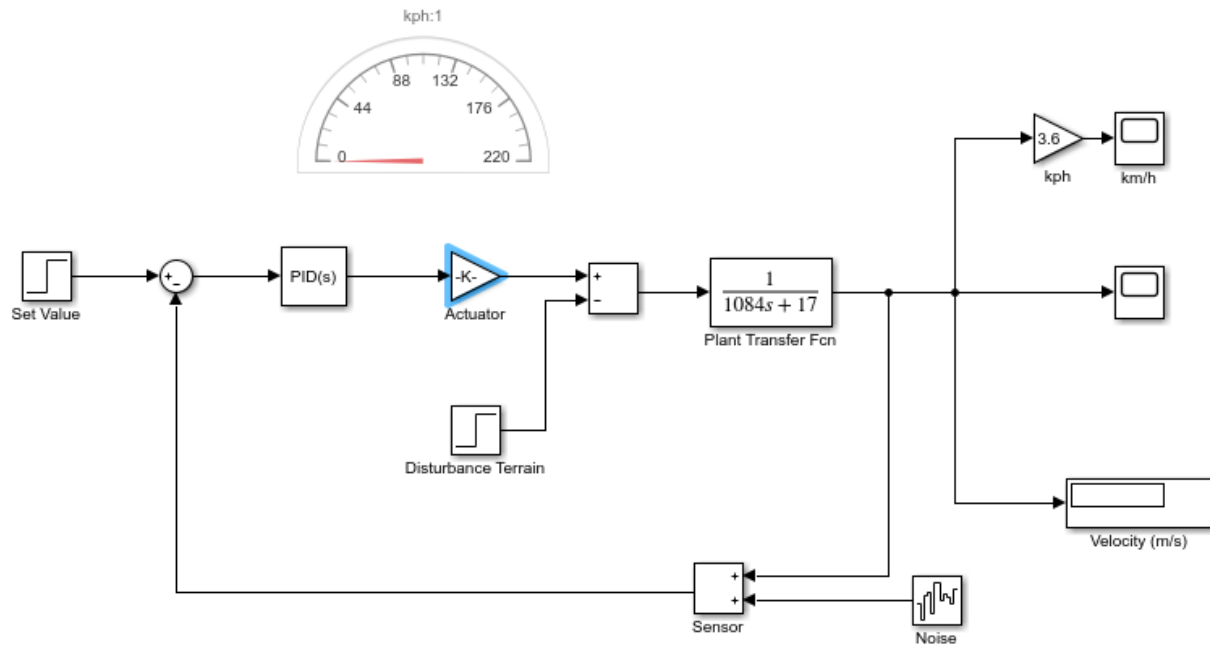 kph:1
88
132
44
176
0
220
3.6
kph
km/h
Set Value
+
−
PID(s)
-K-
Actuator
+
−
1
1084s + 17
Plant Transfer Fcn
Disturbance Terrain
Velocity (m/s)
+
+
Sensor
Noise